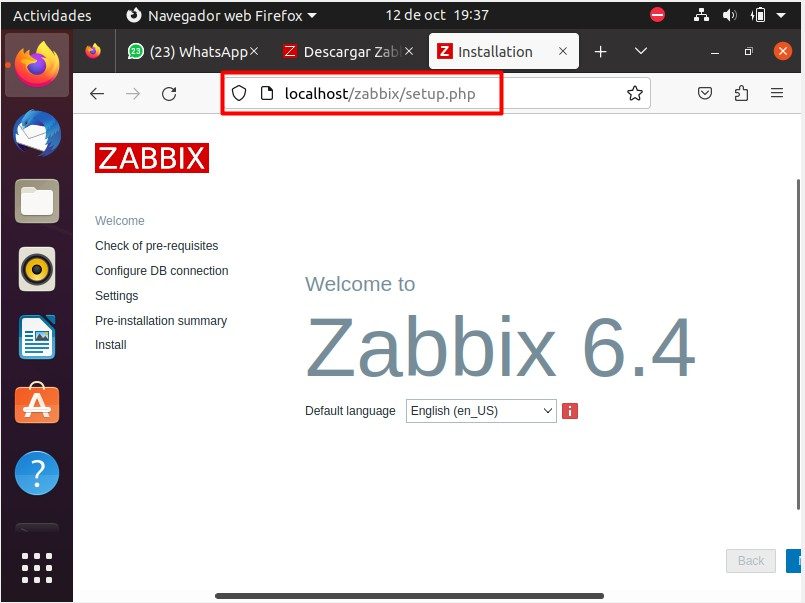 Actividades
Navegador web Firefox
12 de oct 19:37
23
(23) WhatsApp
Z
Descargar Zab
Z
Installation
localhost/zabbix/setup.php
ZABBIX
Welcome
Check of pre-requisites
Configure DB connection
Settings
Pre-installation summary
Install
Welcome to
Zabbix 6.4
Default language
English (en_US)
i
?
Back